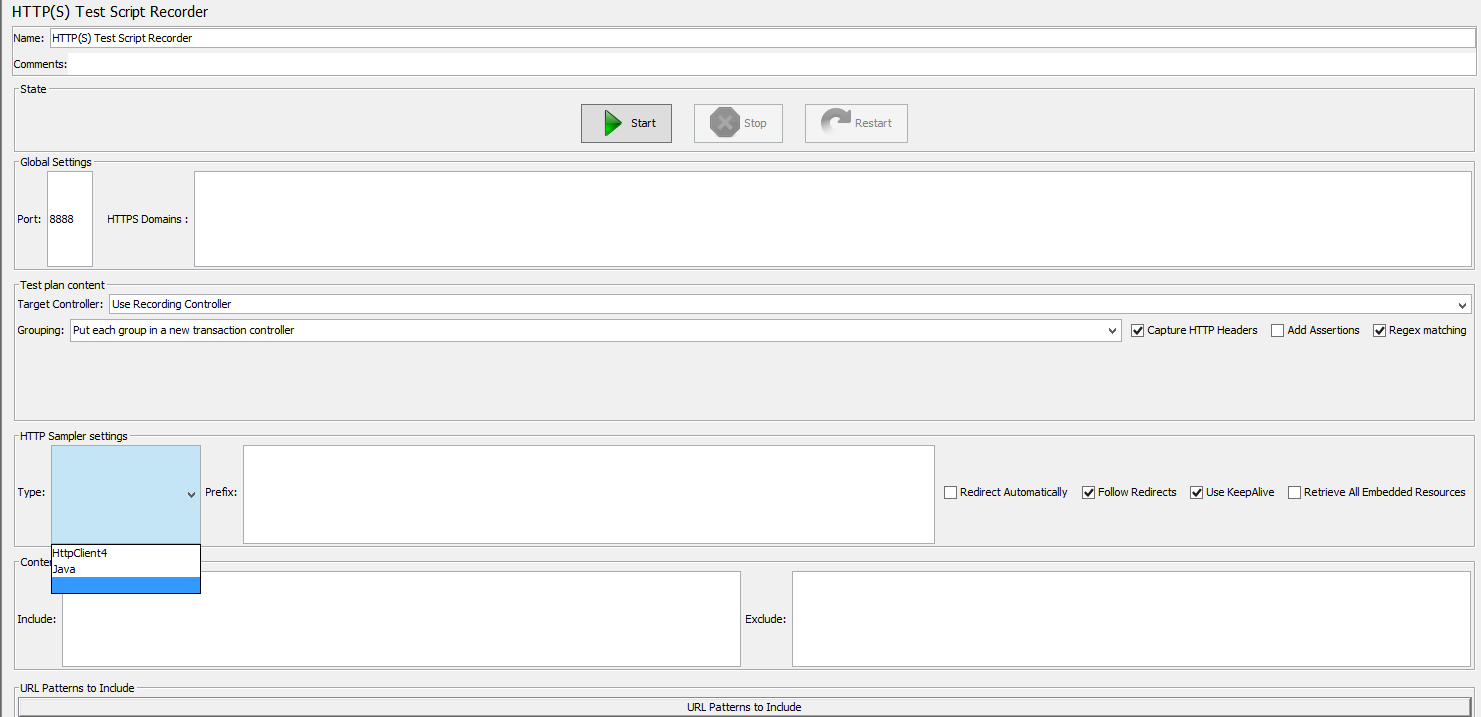 HTTP(S) Test Script Recorder
Name: HTTP(S) Test Script Recorder
Comments:
State
Start Stop Restart
Global Settings
Port: 8888 HTTPS Domains :
Test plan content
Target Controller: Use Recording Controller
Grouping: Put each group in a new transaction controller Capture HTTP Headers Add Assertions Regex matching
HTTP Sampler settings
Type: Prefix: Redirect Automatically Follow Redirects Use KeepAlive Retrieve All Embedded Resources
HttpClient4
Conte
Java
Include: Exclude:
URL Patterns to Include
URL Patterns to Include